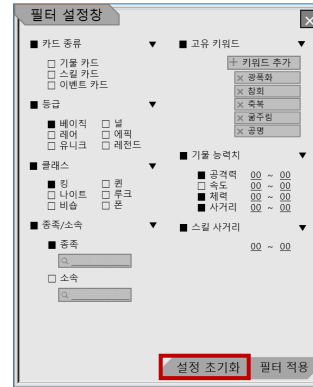 필터 설정창
×
■ 카드 종류 ▼
□ 기물 카드
□ 스킬 카드
□ 이벤트 카드
■ 등급 ▼
■ 베이직 □ 널
□ 레어 □ 에픽
□ 유니크 □ 레전드
■ 클래스 ▼
■ 킹 □ 퀸
□ 나이트 □ 루크
□ 비숍 □ 폰
■ 종족/소속 ▼
■ 종족
□ 소속
■ 고유 키워드 ▼
+ 키워드 추가
× 광폭화
× 참회
× 축복
× 굶주림
× 공명
■ 기물 능력치 ▼
■ 공격력 00 ~ 00
□ 속도 00 ~ 00
■ 체력 00 ~ 00
■ 사거리 00 ~ 00
■ 스킬 사거리 ▼
00 ~ 00
설정 초기화 필터 적용